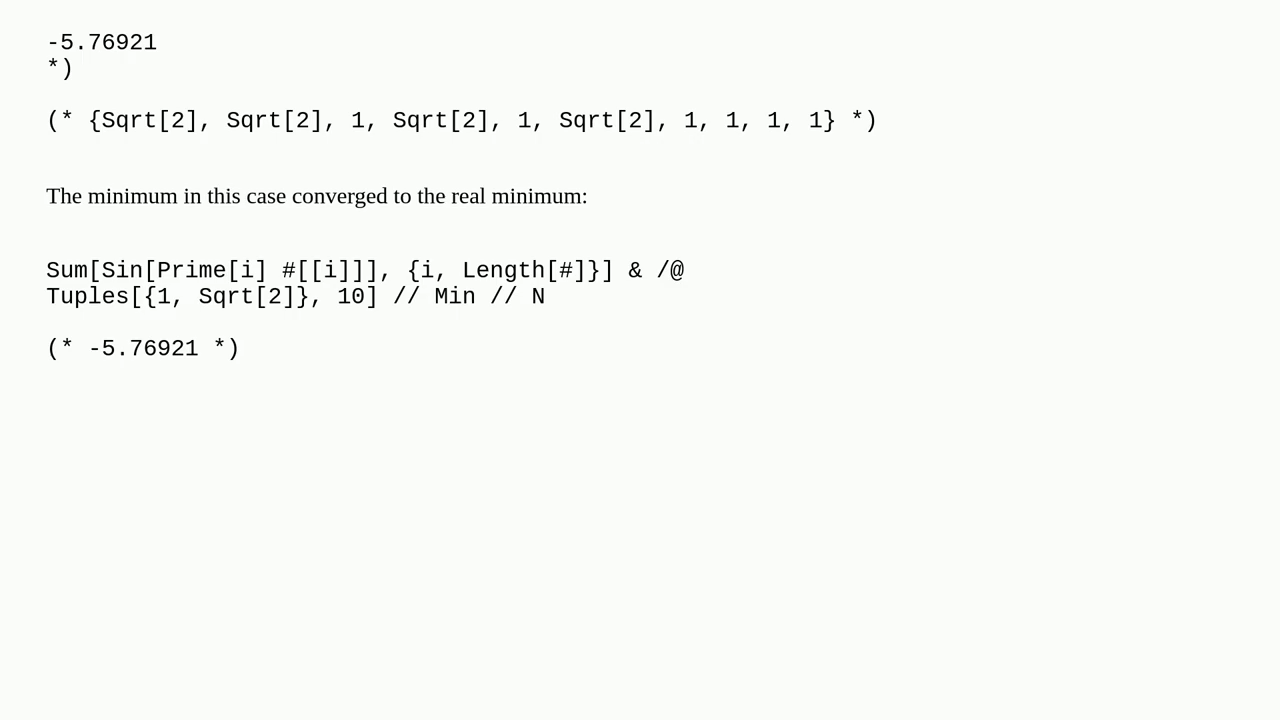 -5.76921
*)
(* {Sqrt[2], Sqrt[2], 1, Sqrt[2], 1, Sqrt[2], 1, 1, 1, 1} *)
The minimum in this case converged to the real minimum:
Sum[Sin[Prime[i] #[[i]]], {i, Length[#]}] & /@
Tuples[{1, Sqrt[2]}, 10] // Min // N
(* -5.76921 *)